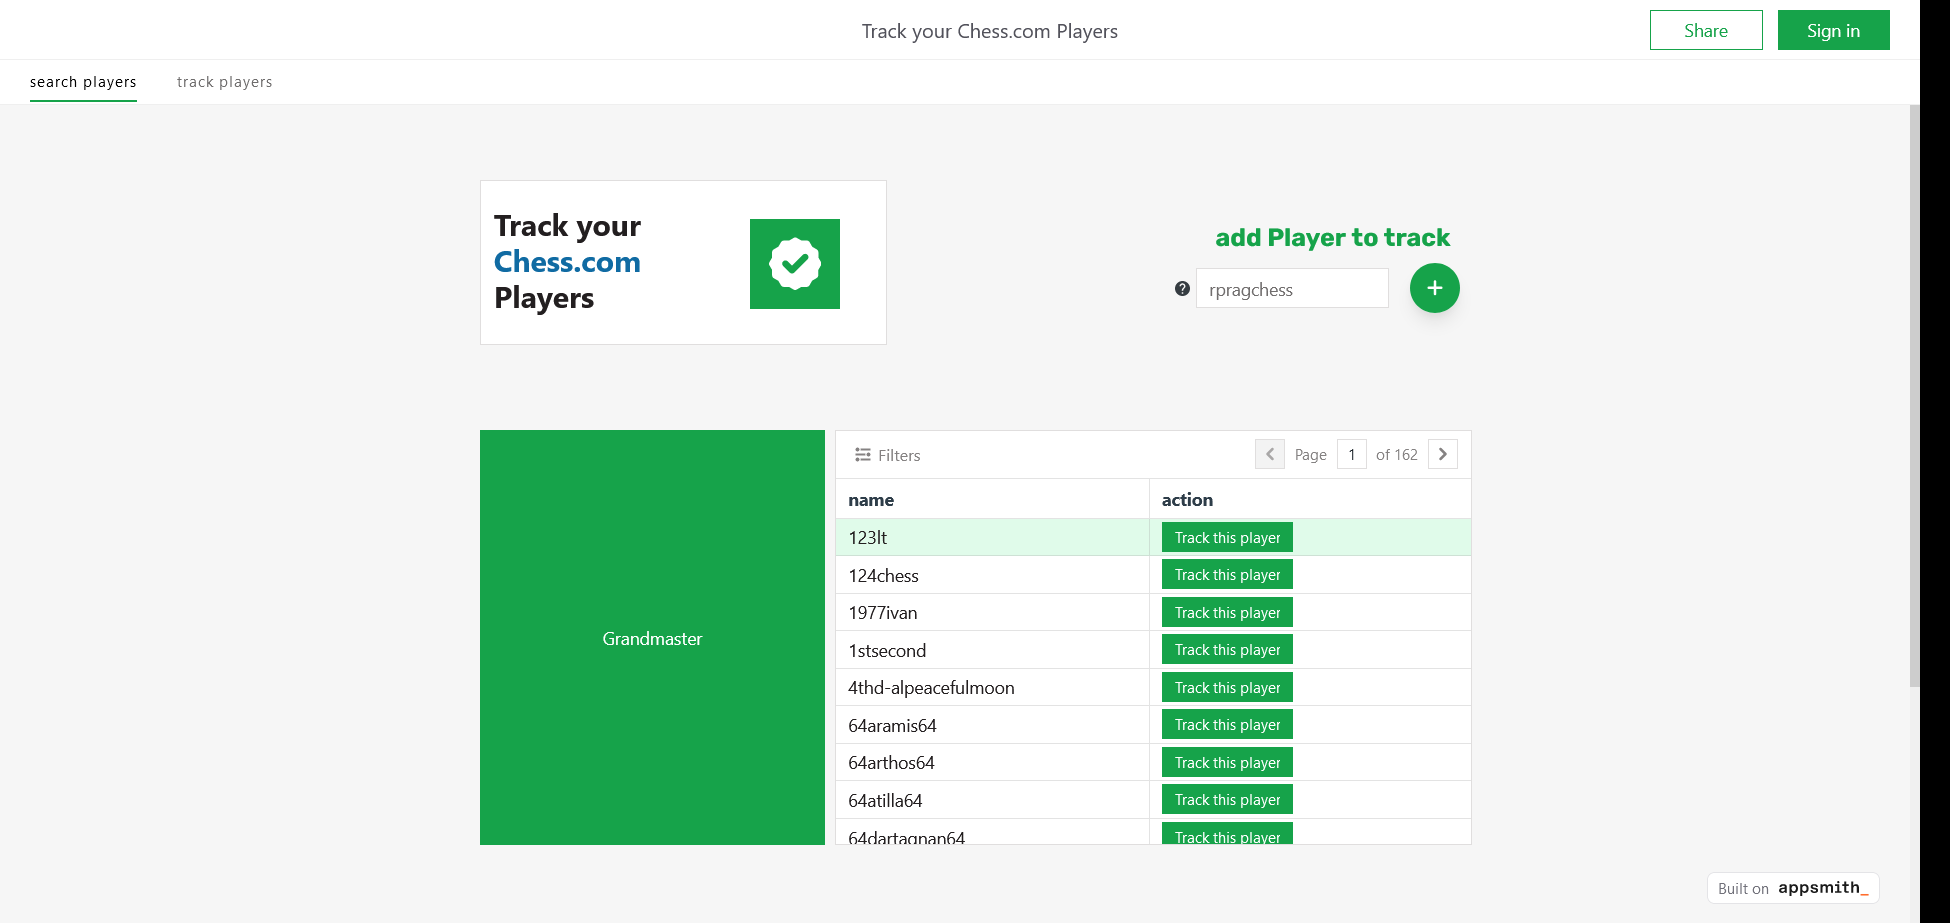 Track your Chess.com Players
Share
Sign in
search players
track players
Track your
Chess.com
Players
add Player to track
rpragchess
Grandmaster
Filters
Page 1 of 162
name action
123lt Track this player
124chess Track this player
1977ivan Track this player
1stsecond Track this player
4thd-alpeacefulmoon Track this player
64aramis64 Track this player
64arthos64 Track this player
64atilla64 Track this player
64dartagnan64 Track this player
Built on appsmith_